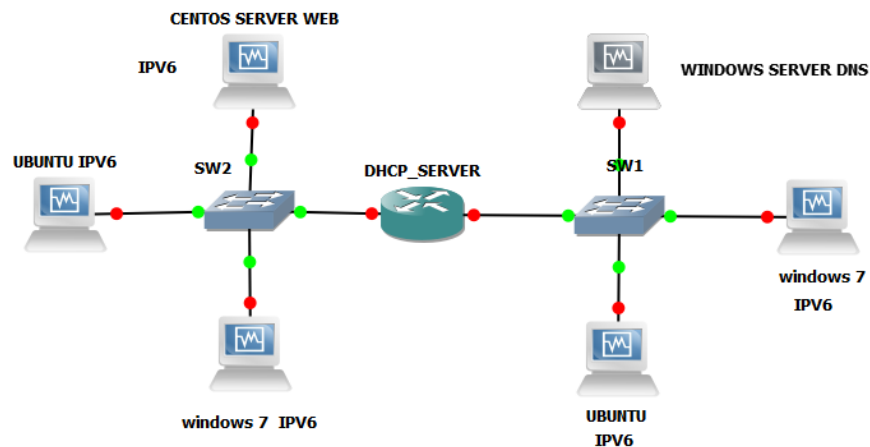 CENTOS SERVER WEB
IPV6
WINDOWS SERVER DNS
UBUNTU IPV6
SW2
DHCP_SERVER
SW1
windows 7
IPV6
windows 7 IPV6
UBUNTU
IPV6